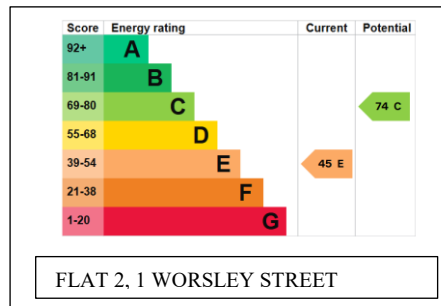 Score Energy rating Current Potential
92+ A
81-91 B
69-80 C 74 C
55-68 D
39-54 E 45 E
21-38 F
1-20 G
FLAT 2, 1 WORSLEY STREET